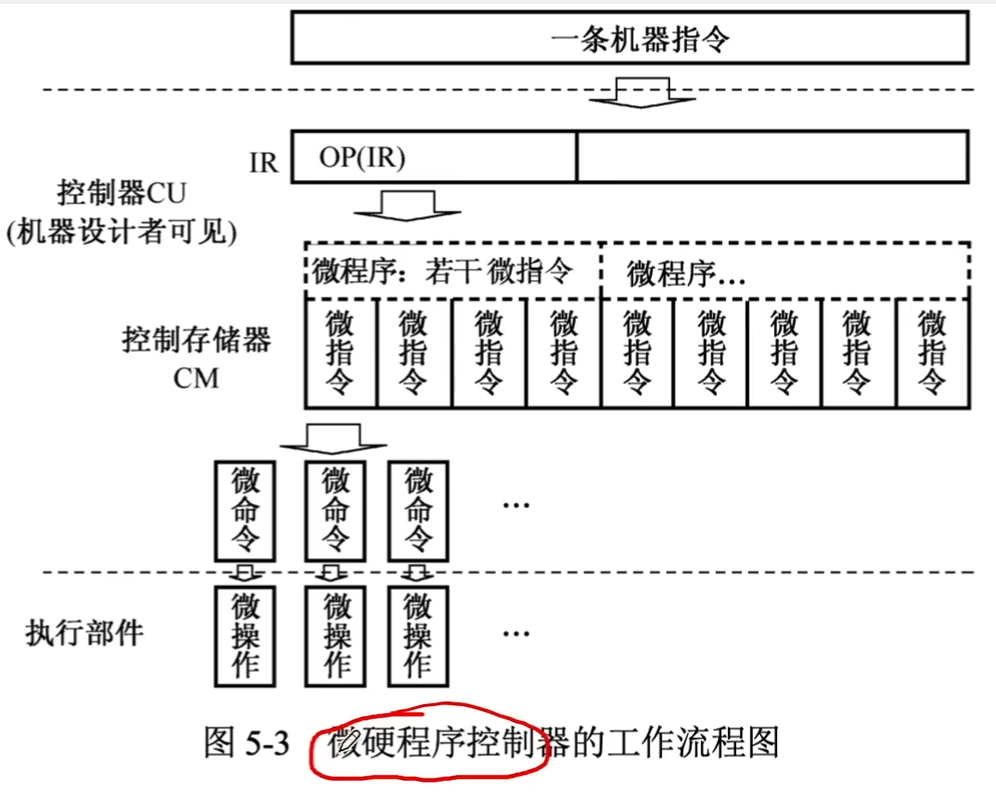 一条机器指令
IR
OP(IR)
控制器CU
(机器设计者可见)
微程序：若干 微指令
微程序…
控制存储器
CM
微指令
微指令
微指令
微指令
微指令
微指令
微指令
微指令
微指令
微命令
微命令
微命令
…
执行部件
微操作
微操作
微操作
…
图 5-3 微硬程序控制器的工作流程图